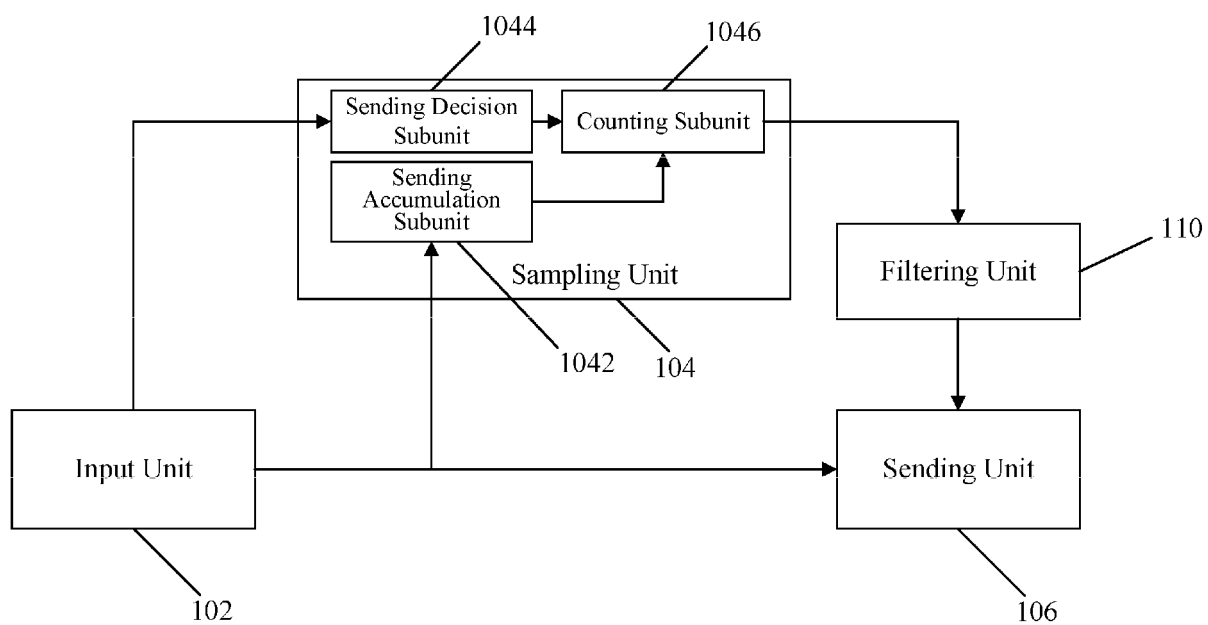 1044
1046
Sending Decision
Subunit
Counting Subunit
Sending
Accumulation
Subunit
110
Filtering Unit
Sampling Unit
1042
104
Input Unit
Sending Unit
102
106